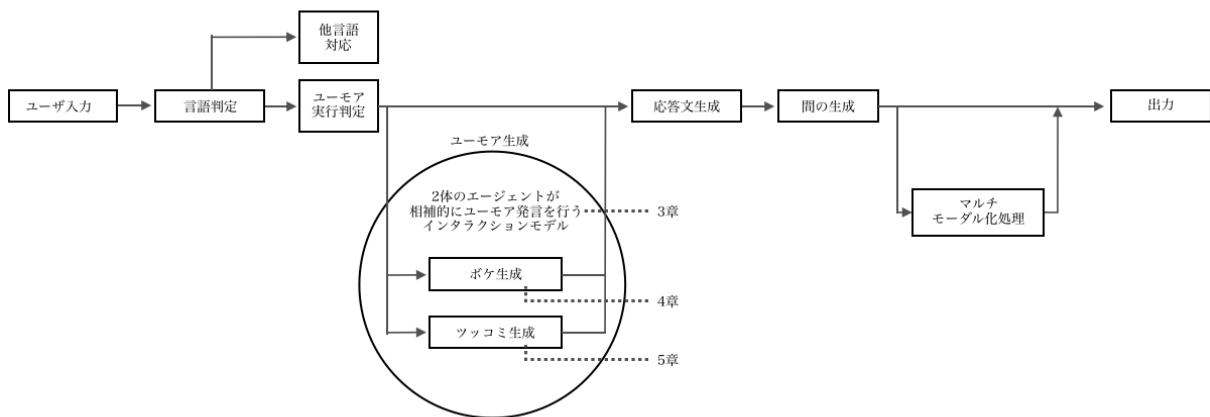 他言語
対応
ユーザ入力
言語判定
ユーモア
実行判定
応答文生成
間の生成
出力
ユーモア生成
2体のエージェントが
相補的にユーモア発言を行う
インタラクションモデル
3章
マルチ
モーダル化処理
ボケ生成
4章
ツッコミ生成
5章